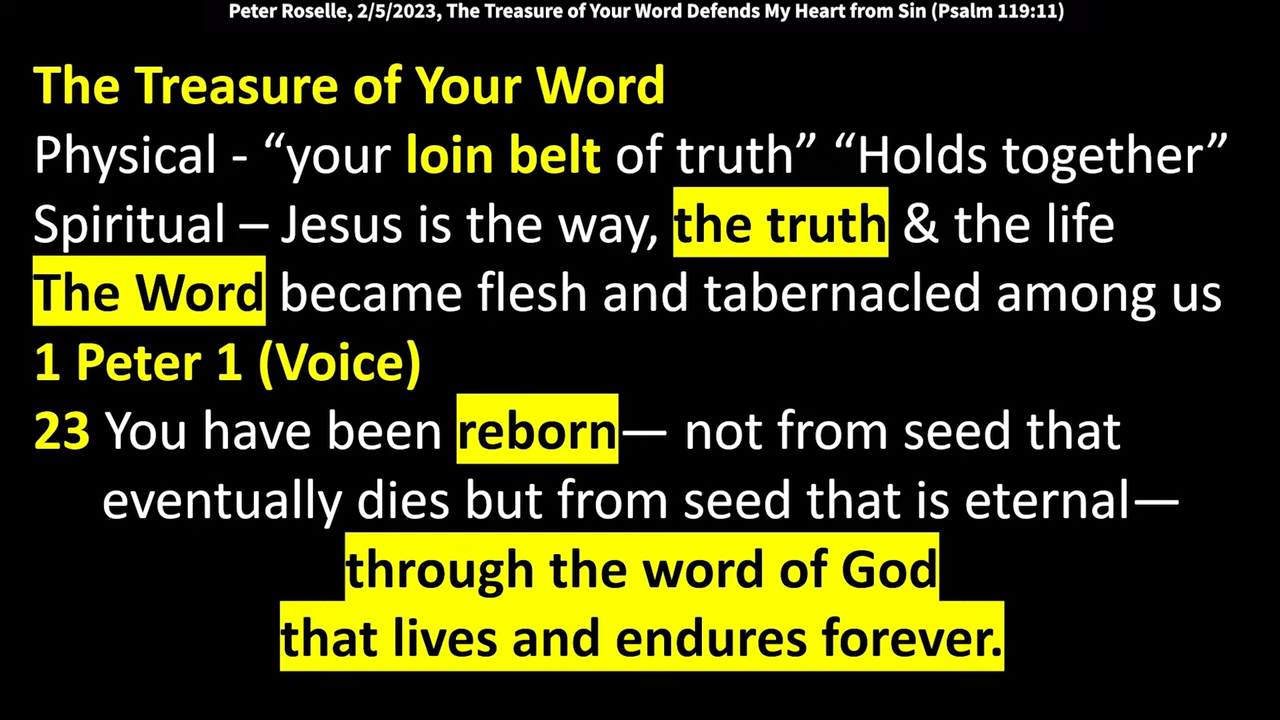 Peter Roselle, 2/5/2023, The Treasure of Your Word Defends My Heart from Sin (Psalm 119:11)
The Treasure of Your Word
Physical - “your loin belt of truth” “Holds together”
Spiritual – Jesus is the way, the truth & the life
The Word became flesh and tabernacled among us
1 Peter 1 (Voice)
23 You have been reborn— not from seed that
eventually dies but from seed that is eternal—
through the word of God
that lives and endures forever.